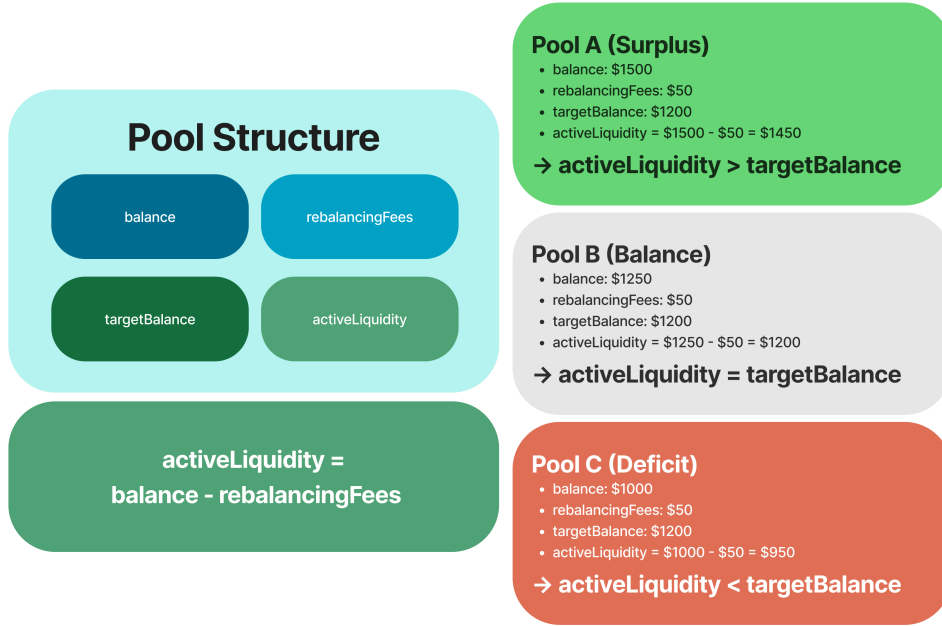 Pool Structure
balance
rebalancingFees
targetBalance
activeLiquidity
activeLiquidity =
balance - rebalancingFees
Pool A (Surplus)
• balance: $1500
• rebalancingFees: $50
• targetBalance: $1200
• activeLiquidity = $1500 - $50 = $1450
→ activeLiquidity > targetBalance
Pool B (Balance)
• balance: $1250
• rebalancingFees: $50
• targetBalance: $1200
• activeLiquidity = $1250 - $50 = $1200
→ activeLiquidity = targetBalance
Pool C (Deficit)
• balance: $1000
• rebalancingFees: $50
• targetBalance: $1200
• activeLiquidity = $1000 - $50 = $950
→ activeLiquidity < targetBalance